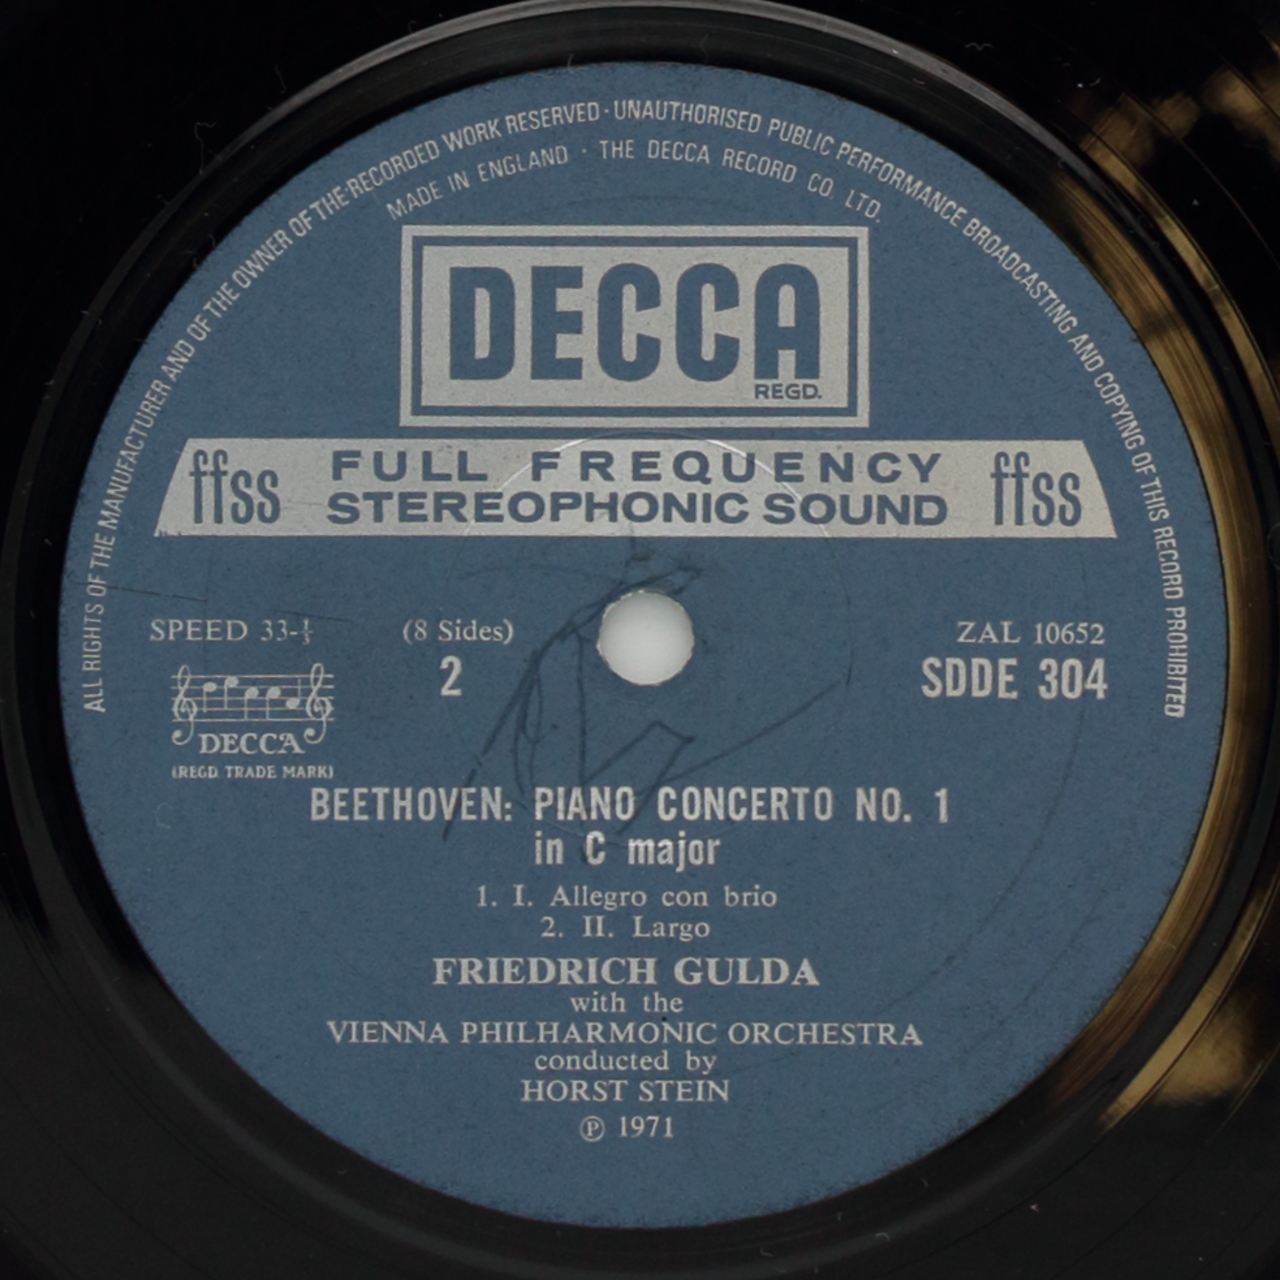 ALL RIGHTS OF THE MANUFACTURER AND OF THE OWNER OF THE RECORDED WORK RESERVED · UNAUTHORISED PUBLIC PERFORMANCE BROADCASTING AND COPYING OF THIS RECORD PROHIBITED
MADE IN ENGLAND · THE DECCA RECORD CO. LTD.
DECCA
REGD.
ffss FULL FREQUENCY ffss
STEREOPHONIC SOUND
SPEED 33-⅓ (8 Sides) ZAL 10652
2 SDDE 304
DECCA
(REGD. TRADE MARK)
BEETHOVEN: PIANO CONCERTO NO. 1
in C major
1. I. Allegro con brio
2. II. Largo
FRIEDRICH GULDA
with the
VIENNA PHILHARMONIC ORCHESTRA
conducted by
HORST STEIN
℗ 1971